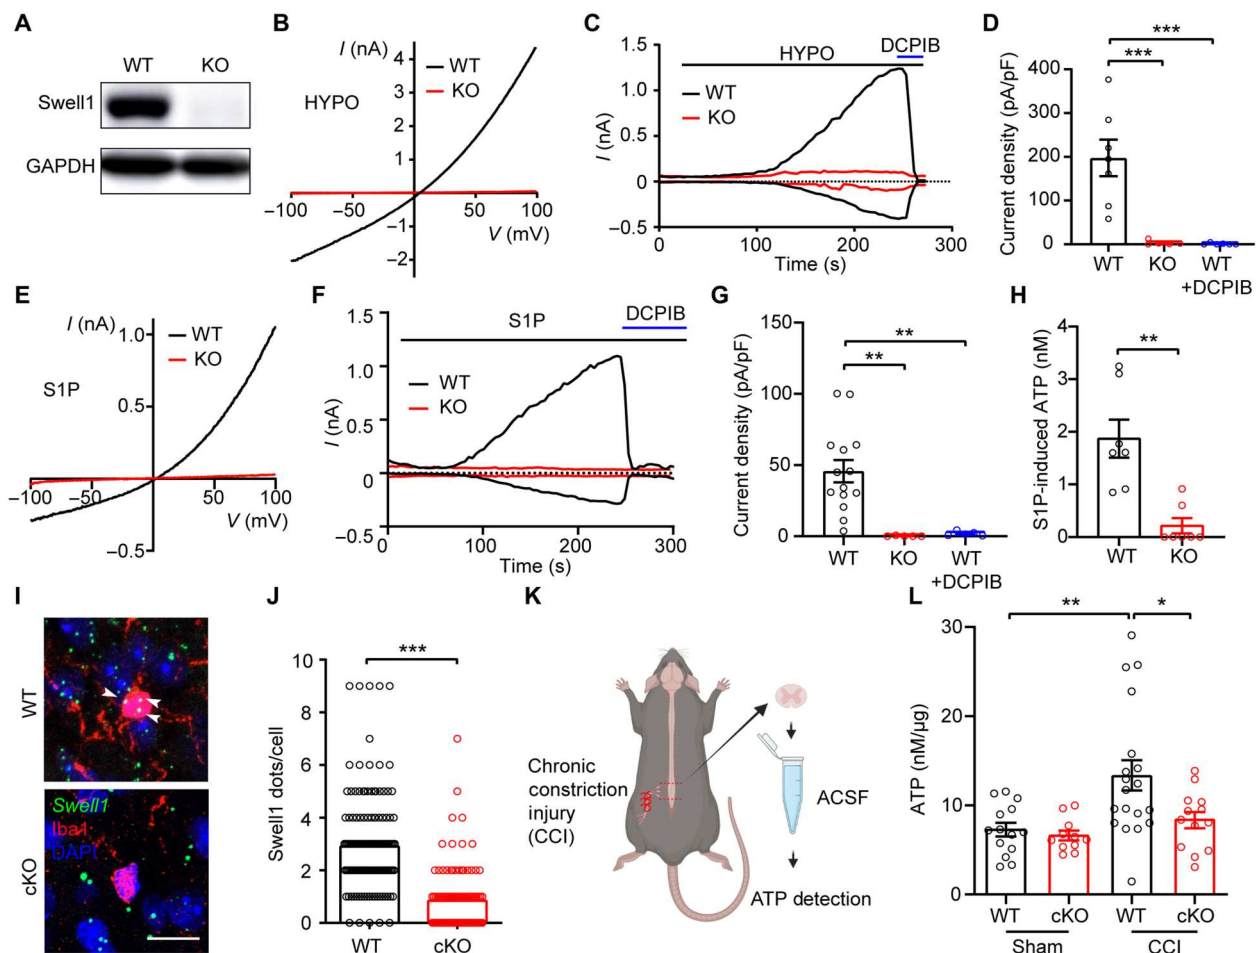 A
WT KO
Swell1
GAPDH
B
I (nA)
HYPO
WT
KO
4
3
2
1
–100 –50 50 100
–1
V (mV)
–2
C
1.5
1.0
0.5
0
–0.5
I (nA)
HYPO
DCPIB
WT
KO
0 100 200 300
Time (s)
D
***
***
400
300
200
100
0
Current density (pA/pF)
WT KO WT
+DCPIB
E
I (nA)
S1P
WT
KO
1.0
0.5
–100 –50 50 100
V (mV)
–0.5
F
1.5
1.0
0.5
0
–0.5
I (nA)
S1P
DCPIB
WT
KO
0 100 200 300
Time (s)
G
150
100
50
0
Current density (pA/pF)
**
**
WT KO WT
+DCPIB
H
4
3
2
1
0
S1P-induced ATP (nM)
**
WT KO
I
WT
cKO
Swell1
Iba1
DAPI
J
10
8
6
4
2
0
Swell1 dots/cell
***
WT cKO
K
Chronic
constriction
injury
(CCI)
ACSF
ATP detection
L
30
20
10
0
ATP (nM/µg)
** *
WT cKO WT cKO
Sham CCI